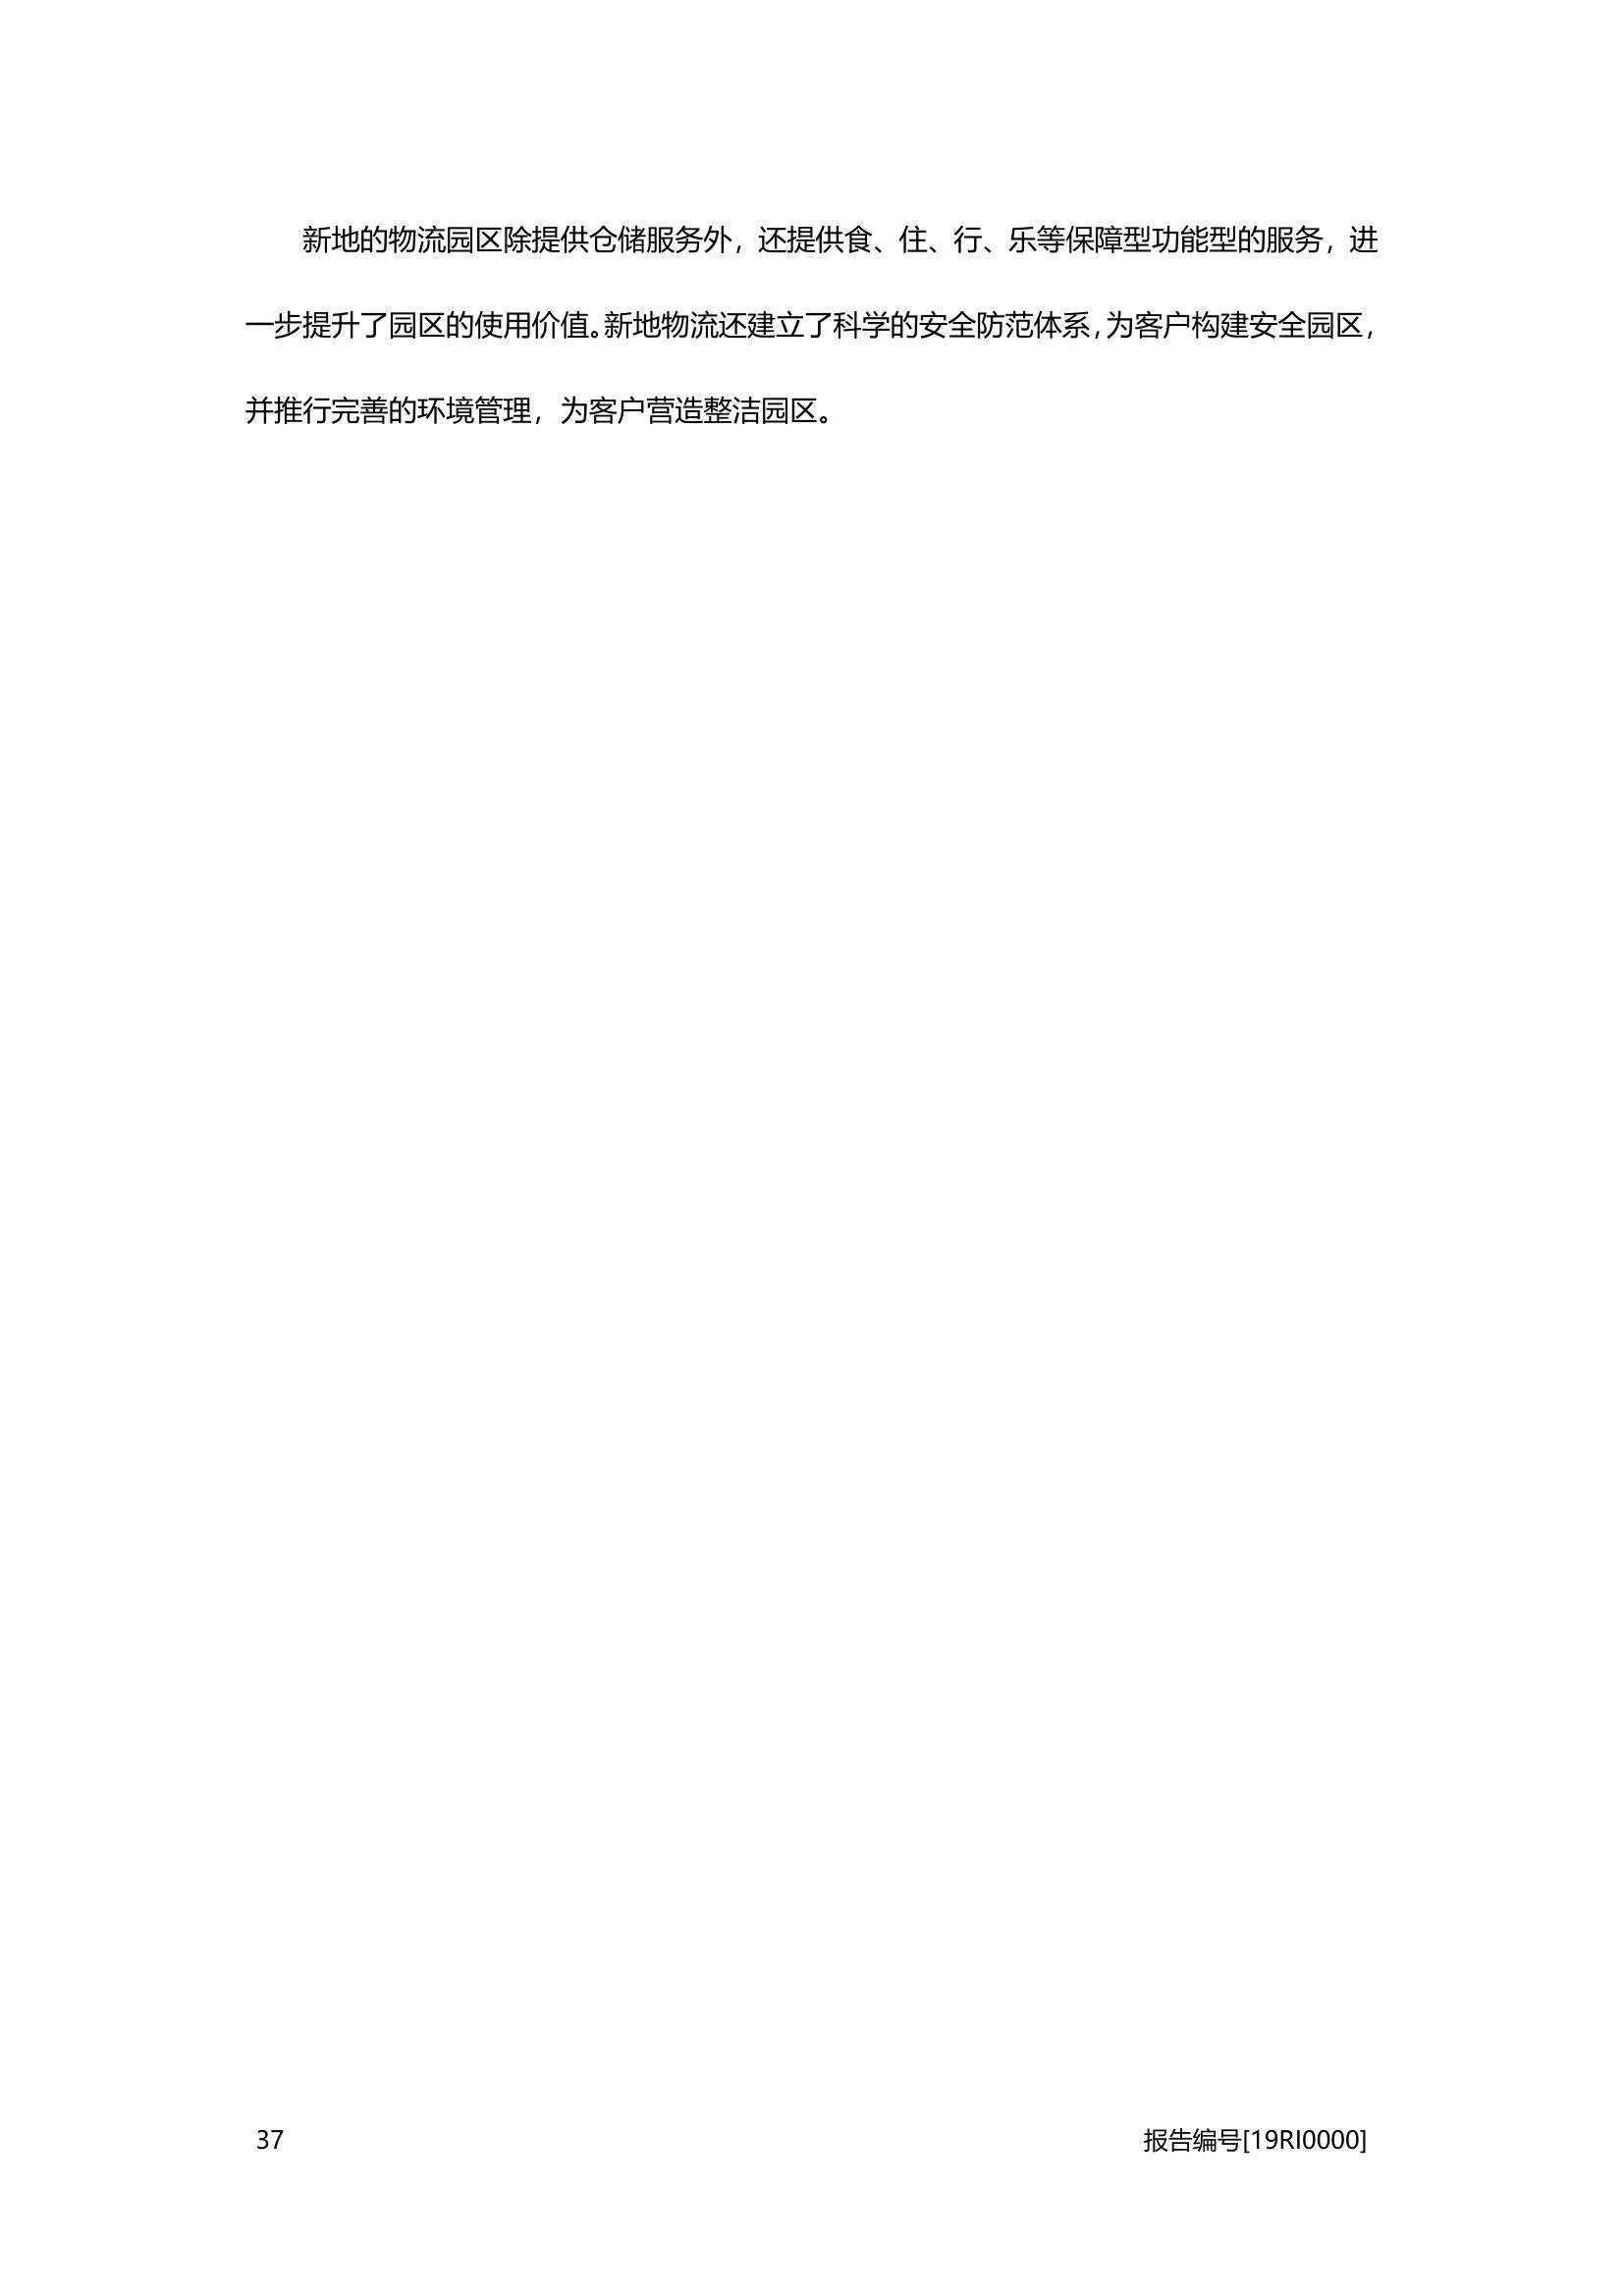 新地的物流园区除提供仓储服务外，还提供食、住、行、乐等保障型功能型的服务，进
一步提升了园区的使用价值。新地物流还建立了科学的安全防范体系，为客户构建安全园区，
并推行完善的环境管理，为客户营造整洁园区。
37 报告编号[19RI0000]